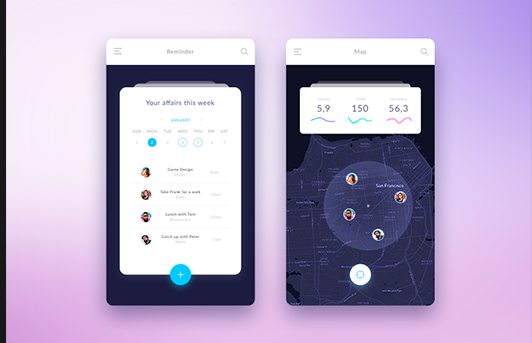 Reminder
Your affairs this week
JANUARY
SUN MON TUE WED THU FRI SAT
1 2 3 4 5 6 7
Game Design
Take Frank for a walk
Park
Lunch with Tom
Restaurant
Catch up with Peter
Map
5,9 150 56,3
San Francisco